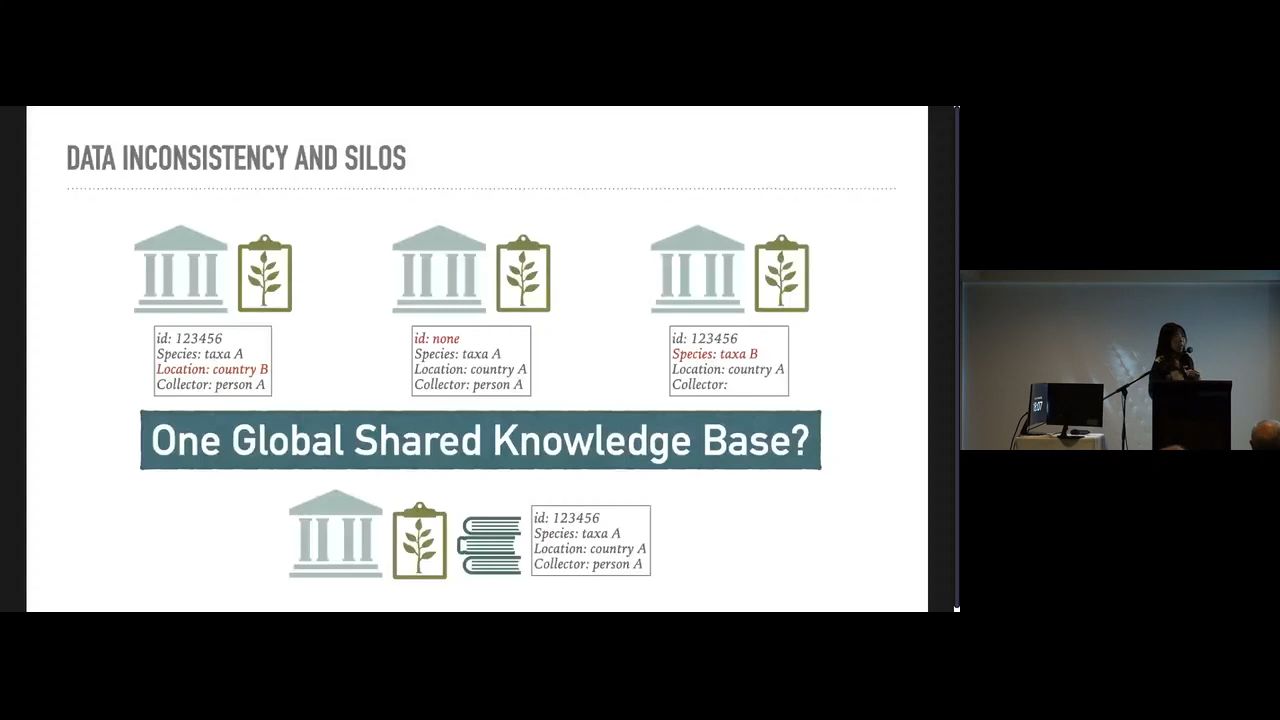 DATA INCONSISTENCY AND SILOS
id: 123456
Species: taxa A
Location: country B
Collector: person A
id: none
Species: taxa A
Location: country A
Collector: person A
id: 123456
Species: taxa B
Location: country A
Collector:
One Global Shared Knowledge Base?
id: 123456
Species: taxa A
Location: country A
Collector: person A